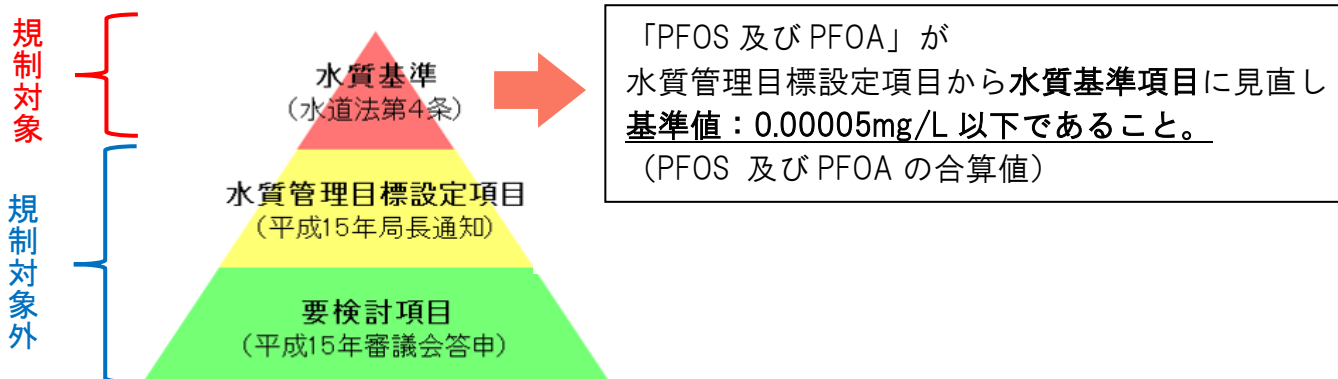 規制対象
水質基準
（水道法第4条）
「PFOS 及び PFOA」が
水質管理目標設定項目から水質基準項目に見直し
基準値：0.00005mg/L 以下であること。
（PFOS 及び PFOA の合算値）
規制対象外
水質管理目標設定項目
（平成15年局長通知）
要検討項目
（平成15年審議会答申）